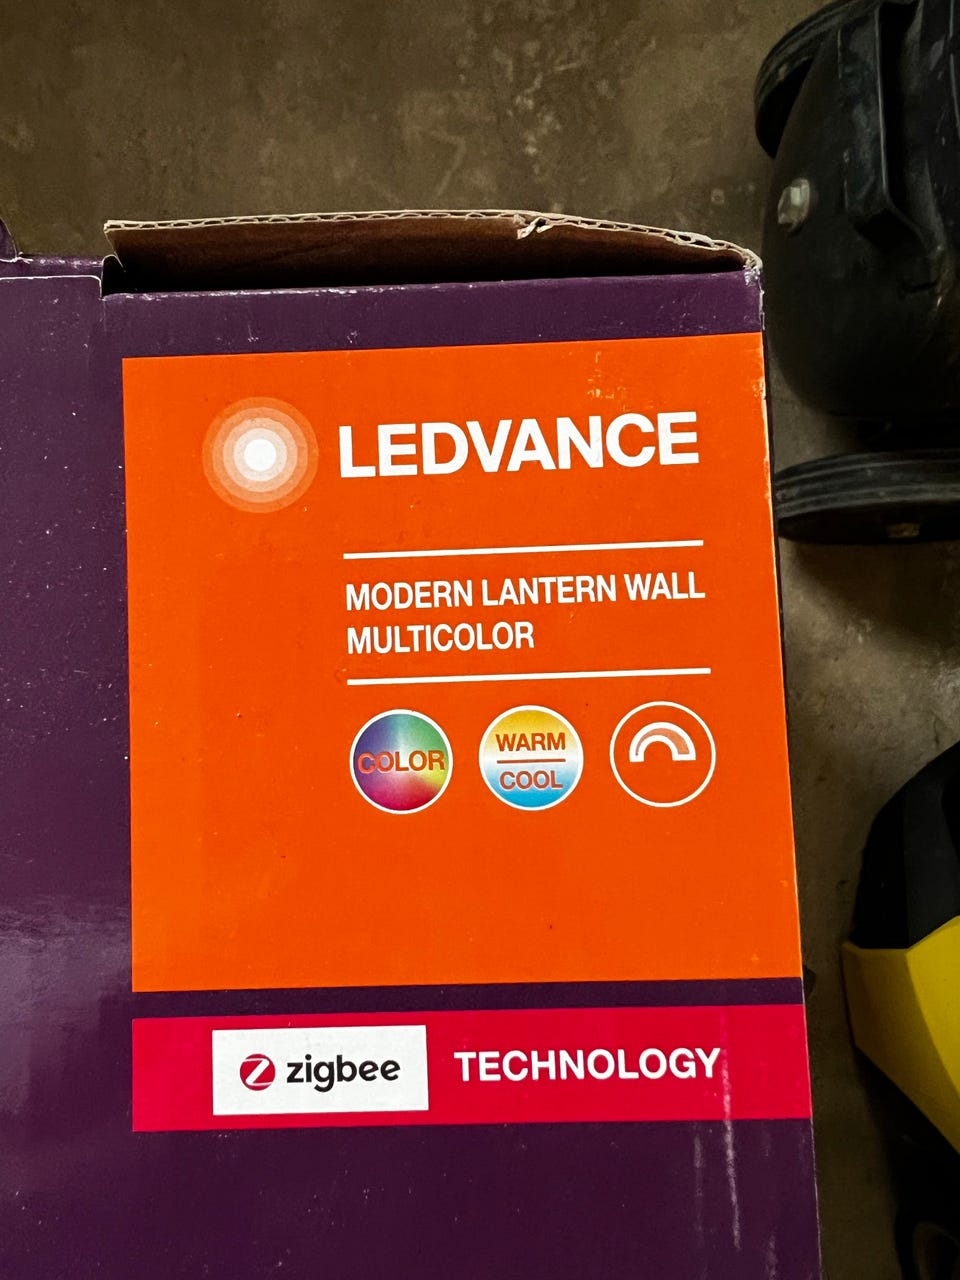 LEDVANCE
MODERN LANTERN WALL
MULTICOLOR
COLOR
WARM
COOL
zigbee
TECHNOLOGY